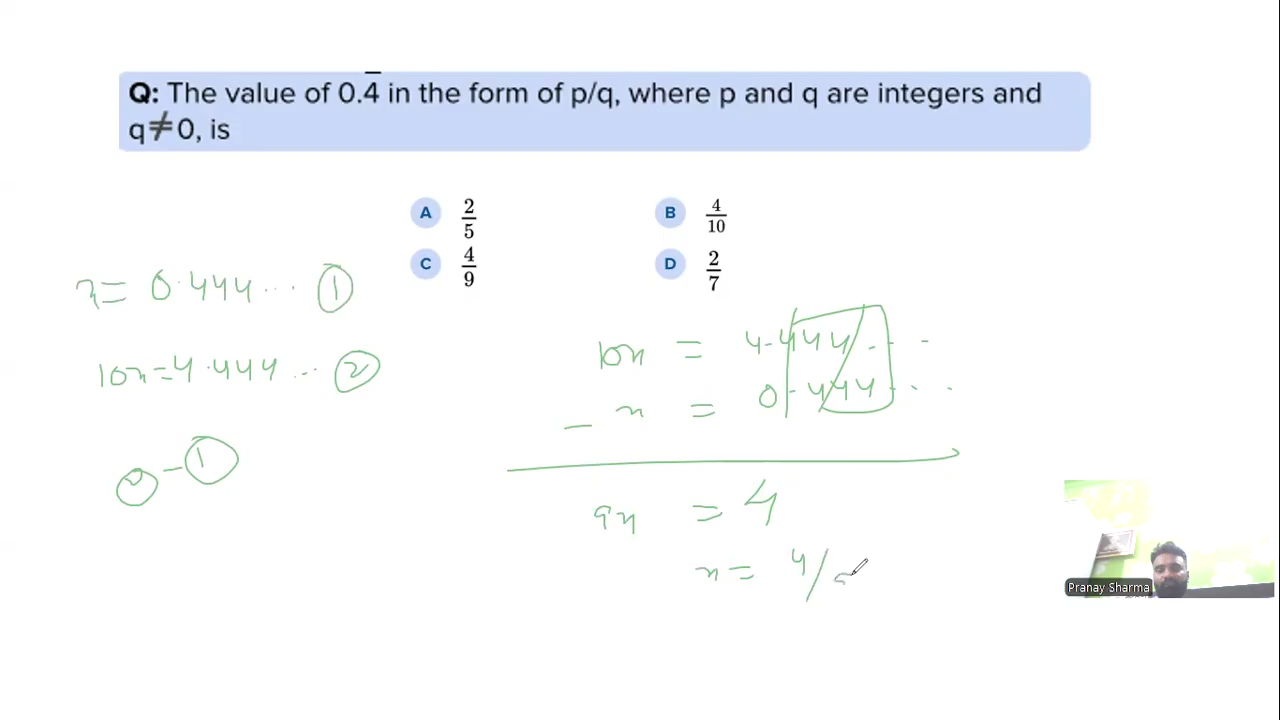 Q: The value of 0.4̅ in the form of p/q, where p and q are integers and
q≠0, is
A 2/5
B 4/10
C 4/9
D 2/7
x = 0.444... ①
10x = 4.444... ②
② - ①
10x = 4.444...
- x = 0.444...
9x = 4
x = 4/
Pranay Sharma